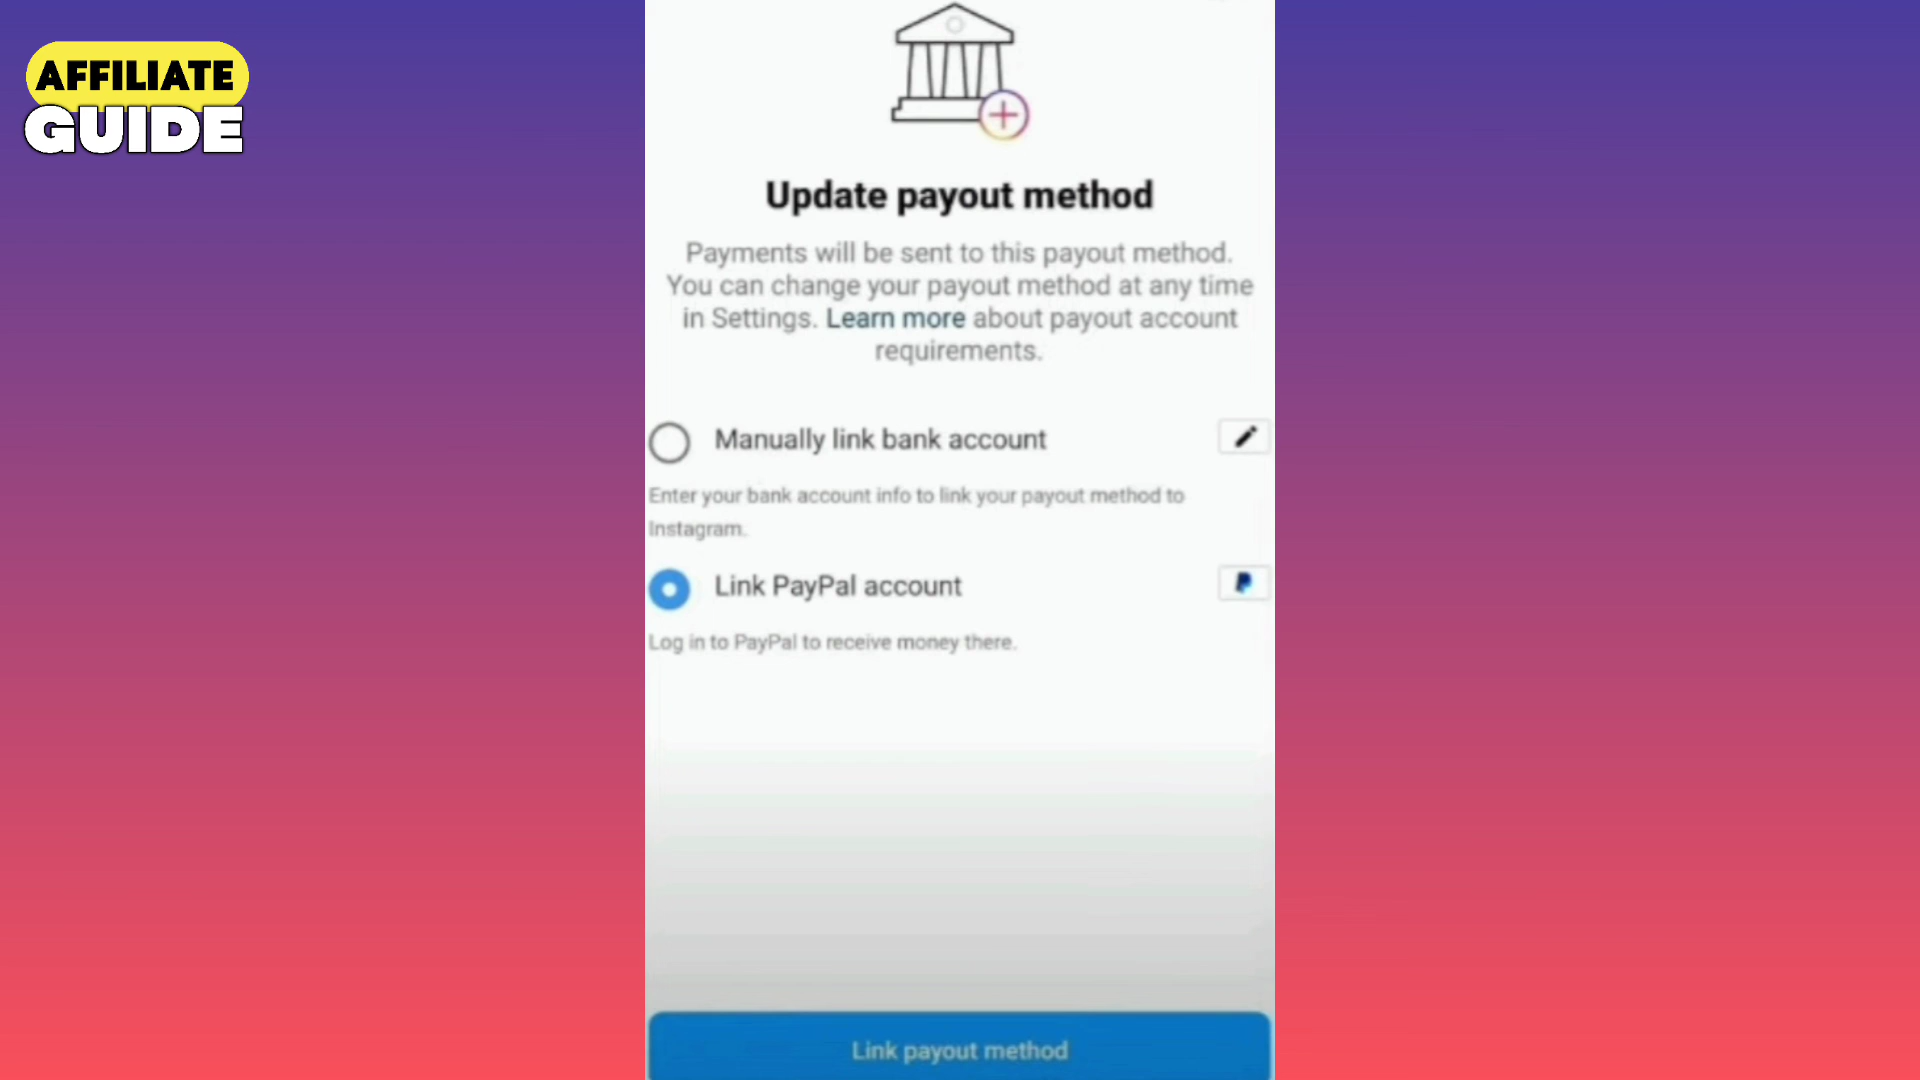 AFFILIATE
GUIDE
Update payout method
Payments will be sent to this payout method.
You can change your payout method at any time
in Settings. Learn more about payout account
requirements.
Manually link bank account
Enter your bank account info to link your payout method to
Instagram.
Link PayPal account
Log in to PayPal to receive money there.
Link payout method